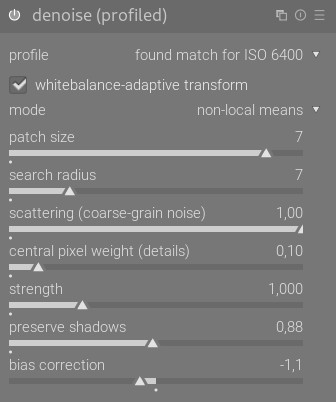 denoise (profiled)
profile found match for ISO 6400
whitebalance-adaptive transform
mode non-local means
patch size 7
search radius 7
scattering (coarse-grain noise) 1,00
central pixel weight (details) 0,10
strength 1,000
preserve shadows 0,88
bias correction -1,1